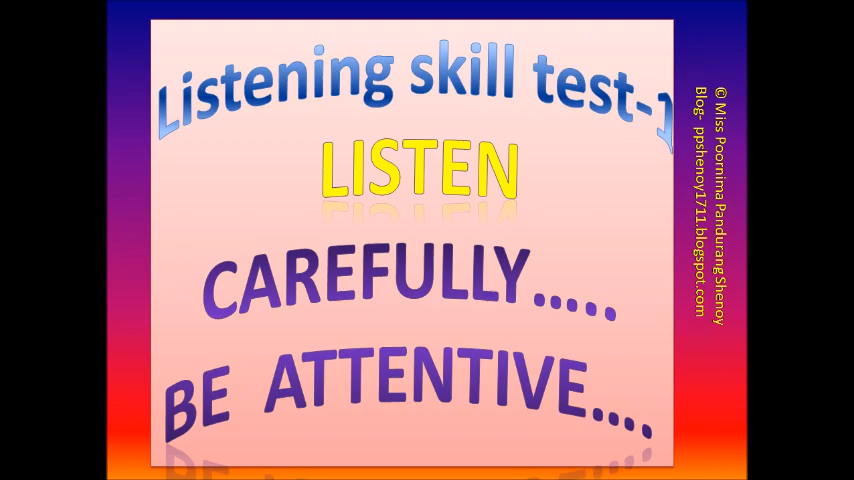 Listening skill test-1
LISTEN
CAREFULLY.....
BE ATTENTIVE....
© Miss Poornima Pandurang Shenoy
Blog- ppshenoy1711.blogspot.com